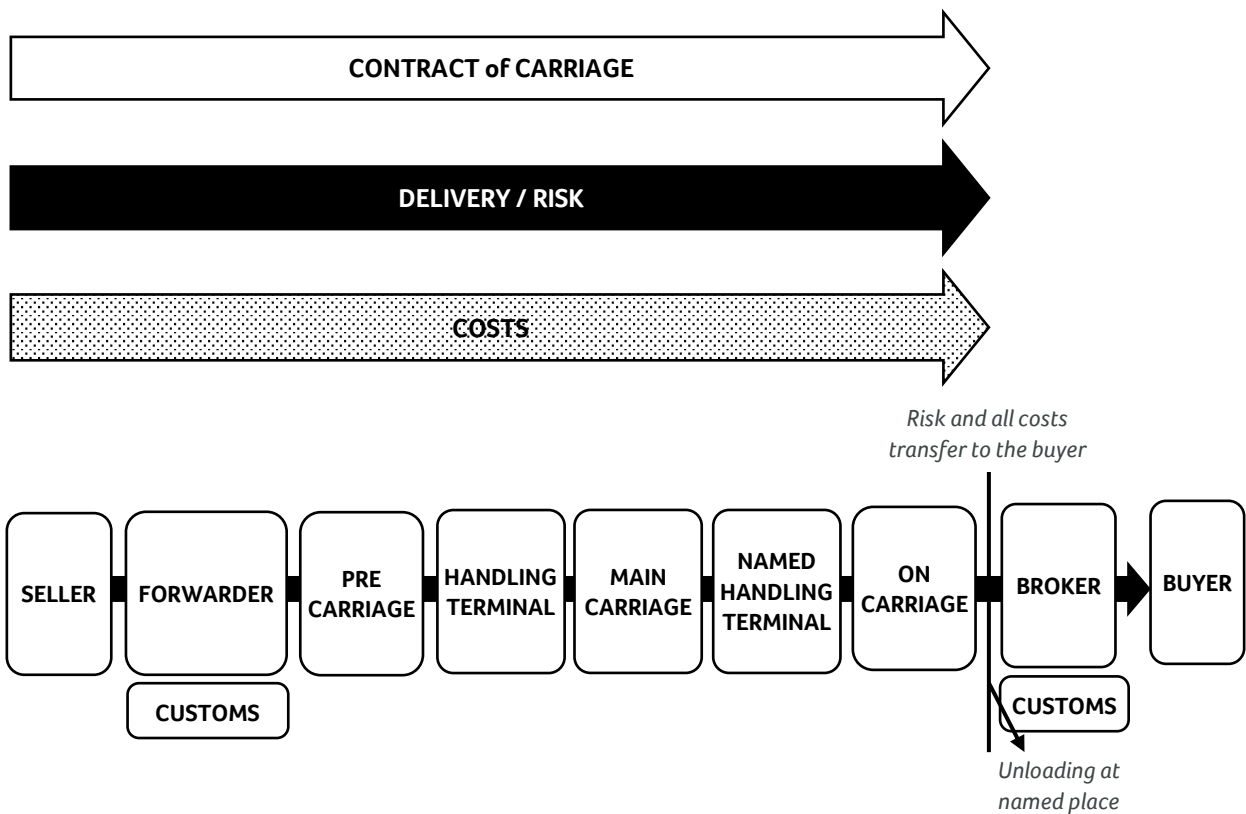 CONTRACT of CARRIAGE
DELIVERY / RISK
COSTS
Risk and all costs
transfer to the buyer
SELLER
FORWARDER
PRE
CARRIAGE
HANDLING
TERMINAL
MAIN
CARRIAGE
NAMED
HANDLING
TERMINAL
ON
CARRIAGE
BROKER
BUYER
CUSTOMS
CUSTOMS
Unloading at
named place